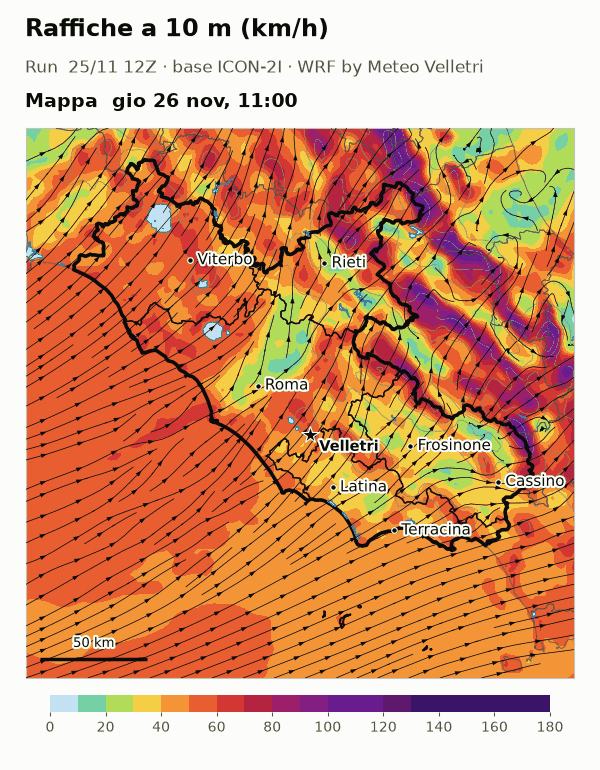 Raffiche a 10 m (km/h)
Run 25/11 12Z · base ICON-2I · WRF by Meteo Velletri
Mappa gio 26 nov, 11:00
Viterbo
Rieti
Roma
Velletri
Frosinone
Latina
Cassino
Terracina
50 km
0 20 40 60 80 100 120 140 160 180